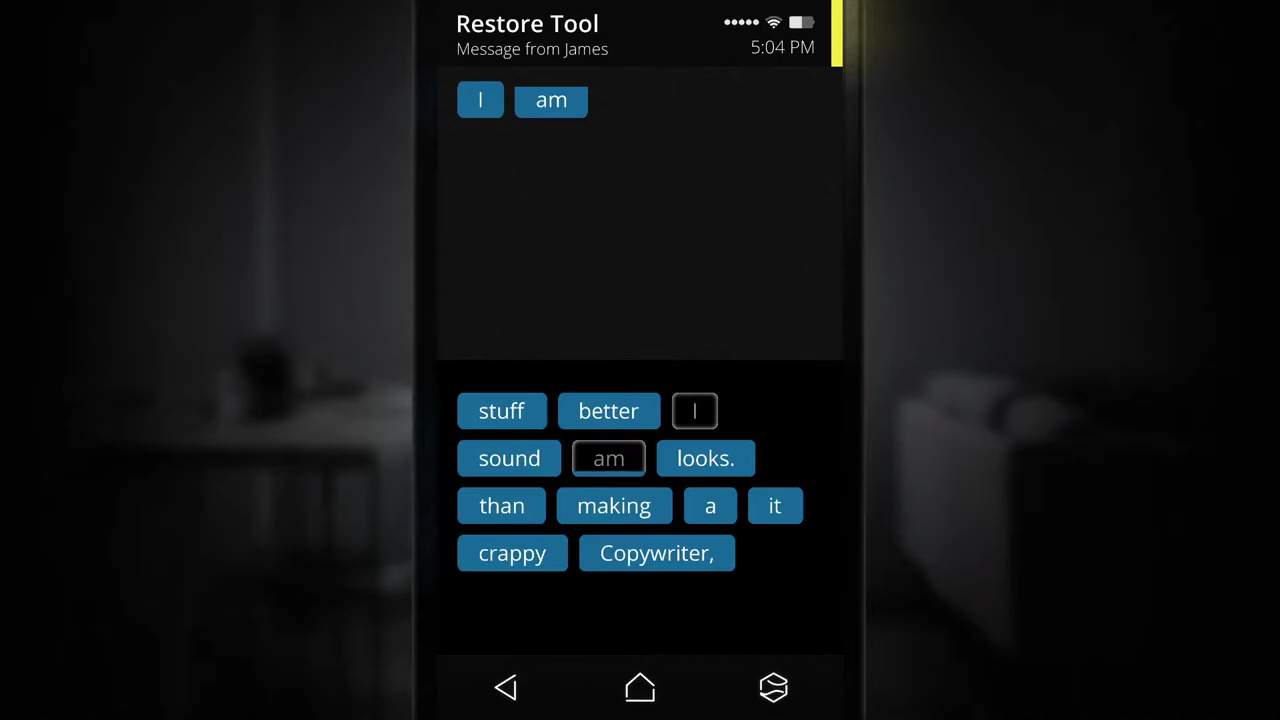 Restore Tool
Message from James
5:04 PM
I am
stuff better I
sound am looks.
than making a it
crappy Copywriter,